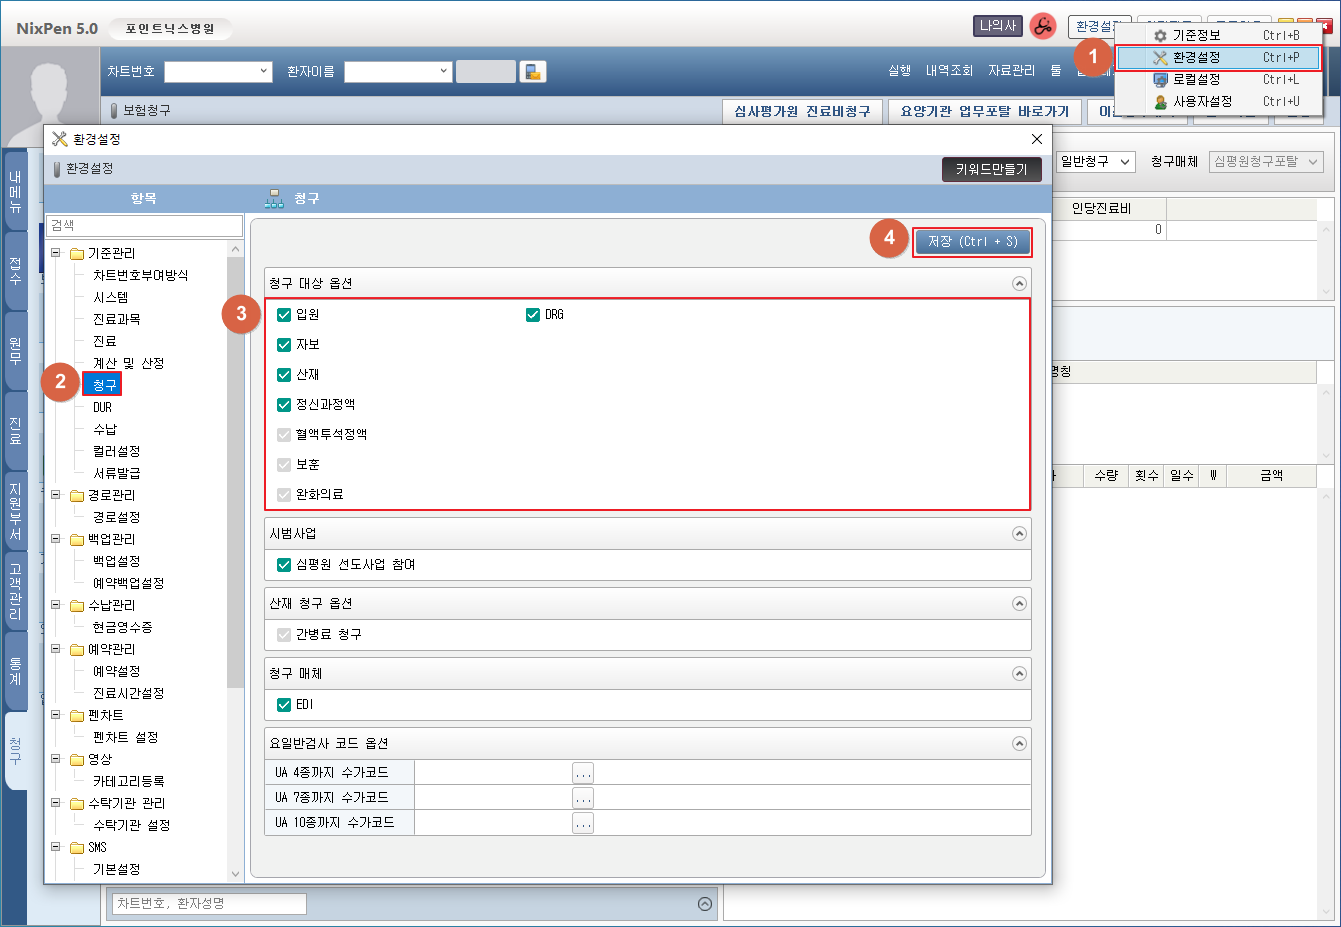 NixPen 5.0
포인트닉스병원
나의사
환경설정
기준정보 Ctrl+B
환경설정 Ctrl+P
로컬설정 Ctrl+L
사용자설정 Ctrl+U
1
차트번호
환자이름
실행 내역조회 자료관리 툴
보험청구
심사평가원 진료비청구
요양기관 업무포탈 바로가기
일반청구
청구매체
심평원청구포탈
인당진료비
0
명칭
수량 횟수 일수 W 금액
내메뉴
접수
원무
진료
지원부서
고객관리
통계
청구
환경설정
환경설정
키워드만들기
항목
청구
검색
기준관리
차트번호부여방식
시스템
진료과목
진료
계산 및 산정
2
청구
DUR
수납
컬러설정
서류발급
경로관리
경로설정
백업관리
백업설정
예약백업설정
수납관리
현금영수증
예약관리
예약설정
진료시간설정
펜차트
펜차트 설정
영상
카테고리등록
수탁기관 관리
수탁기관 설정
SMS
기본설정
4
저장 (Ctrl + S)
청구 대상 옵션
3
입원
DRG
자보
산재
정신과정액
혈액투석정액
보훈
완화의료
시범사업
심평원 선도사업 참여
산재 청구 옵션
간병료 청구
청구 매체
EDI
요일반검사 코드 옵션
UA 4종까지 수가코드 ...
UA 7종까지 수가코드 ...
UA 10종까지 수가코드 ...
차트번호, 환자성명